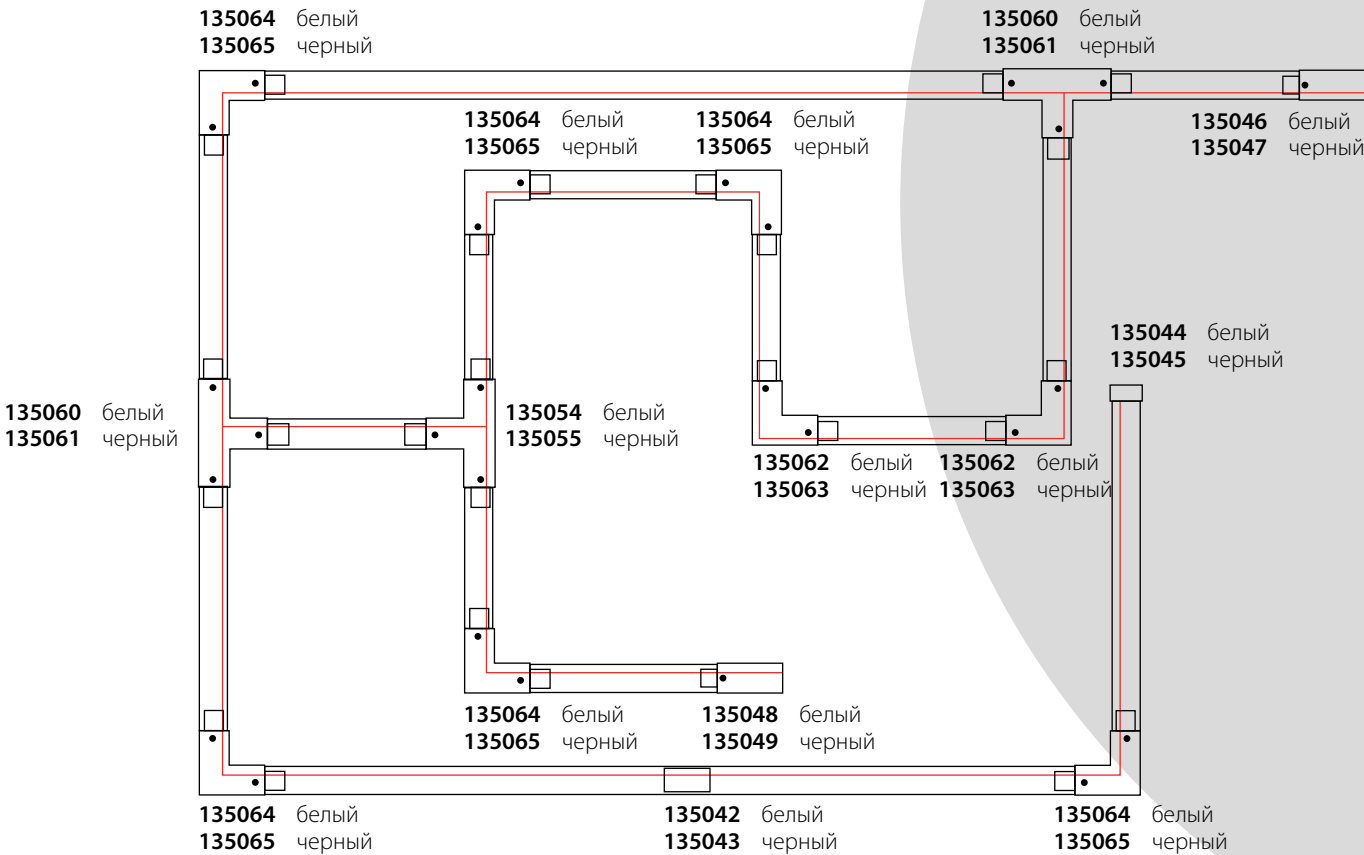 135064 белый
135065 черный
135060 белый
135061 черный
135064 белый
135065 черный
135064 белый
135065 черный
135046 белый
135047 черный
135044 белый
135045 черный
135060 белый
135061 черный
135054 белый
135055 черный
135062 белый
135063 черный
135062 белый
135063 черный
135064 белый
135065 черный
135048 белый
135049 черный
135064 белый
135065 черный
135042 белый
135043 черный
135064 белый
135065 черный